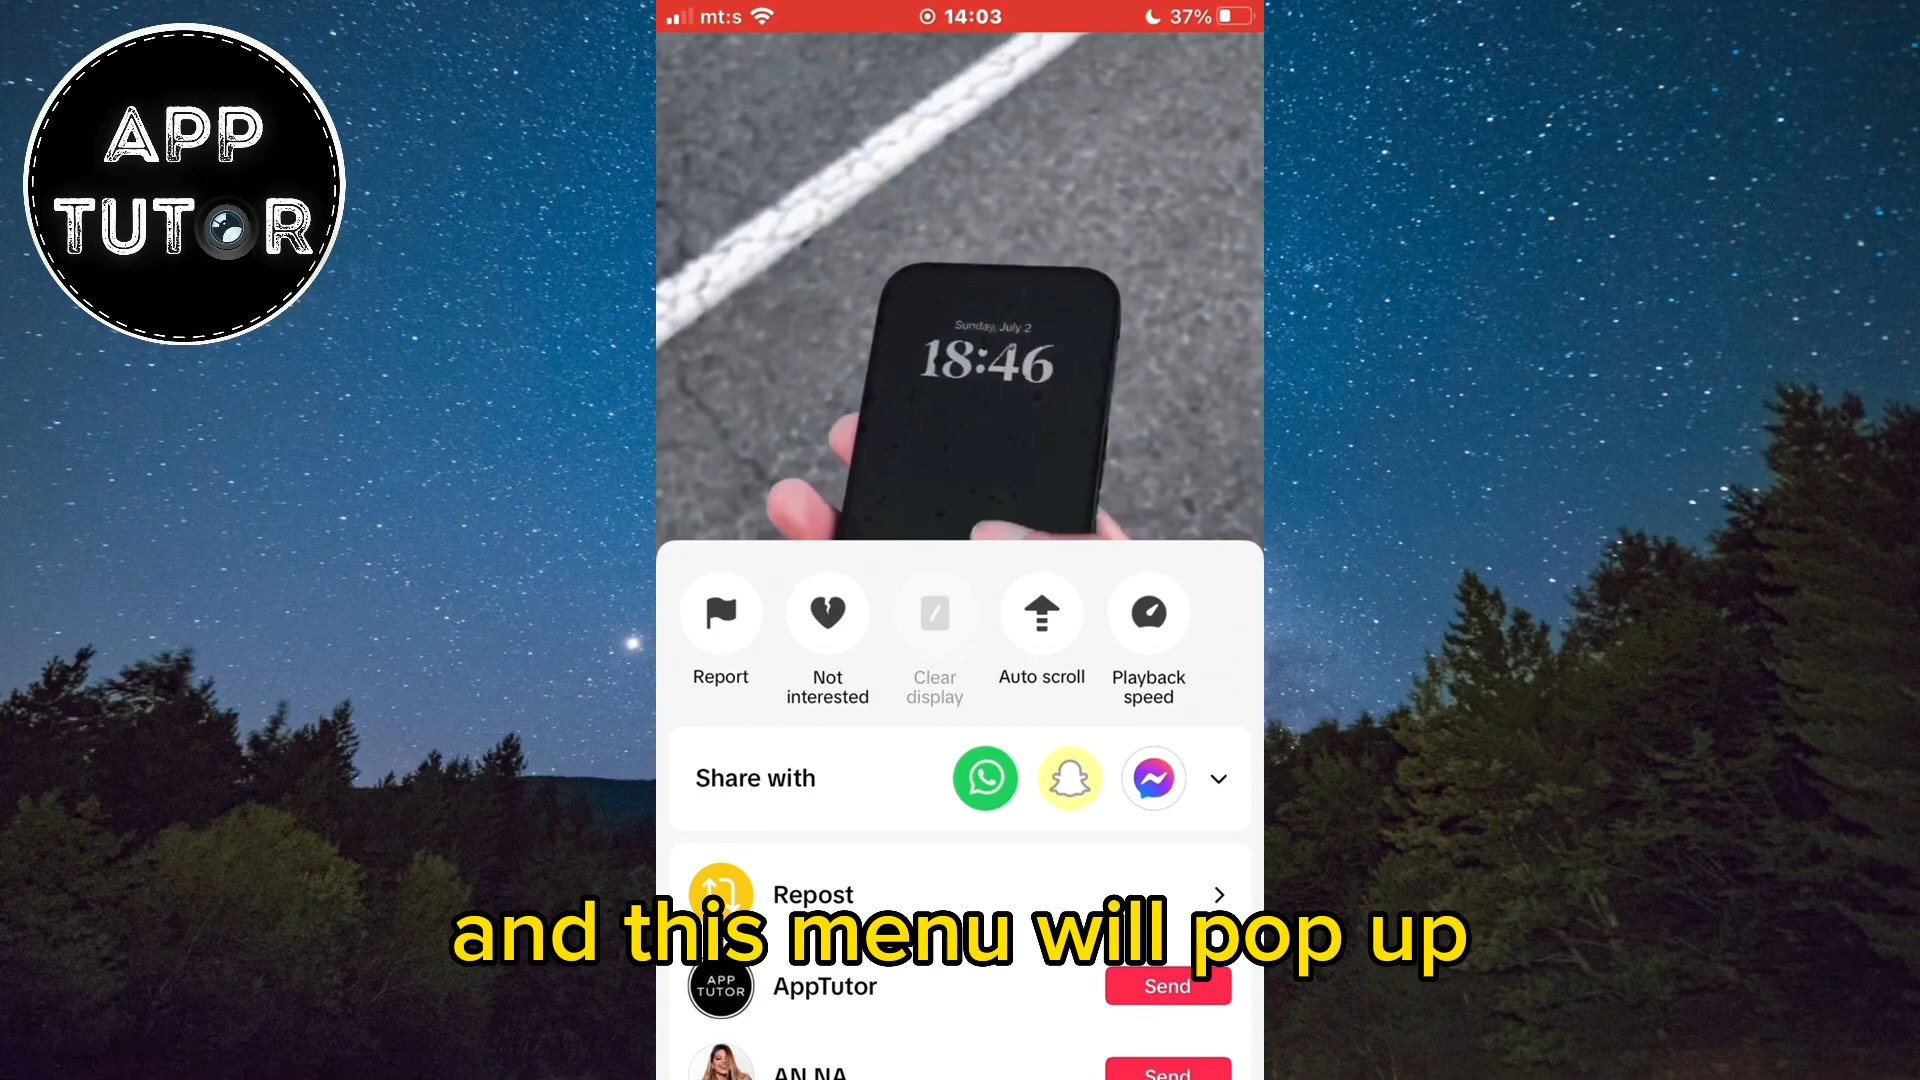 APP
TUTOR
mt:s
14:03
37%
Sunday, July 2
18:46
Report
Not
interested
Clear
display
Auto scroll
Playback
speed
Share with
Repost
and this menu will pop up
APP
TUTOR
AppTutor
Send
AN NA
Send